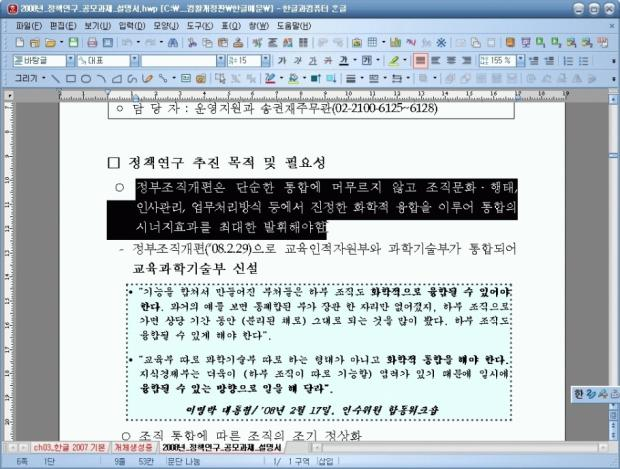 2008년_정책연구_공모과제_설명서.hwp [C:₩...경활개정판₩한글예문₩] - 한글과컴퓨터 한글
파일(F) 편집(E) 보기(U) 입력(D) 모양(J) 도구(K) 표(Q) 창(W) 도움말(H)
바탕글 대표 15 가 가 가 가 155 %
그리기
○ 담 당 자 : 운영지원과 송권재주무관(02-2100-6125~6128)
□ 정책연구 추진 목적 및 필요성
○ 정부조직개편은 단순한 통합에 머무르지 않고 조직문화·행태,
인사관리, 업무처리방식 등에서 진정한 화학적 융합을 이루어 통합의
시너지효과를 최대한 발휘해야함
- 정부조직개편('08.2.29)으로 교육인적자원부와 과학기술부가 통합되어
교육과학기술부 신설
• "기능을 합쳐서 만들어진 부처들은 하부 조직도 화학적으로 융합될 수 있어야
한다. 과거의 예를 보면 통폐합된 부가 장관 한 자리만 없어졌지, 하부 조직으로
가면 상당 기간 동안 (분리된 채로) 그대로 되는 것을 많이 봤다. 하부 조직도
융합될 수 있게 해야 한다".
• "교육부 따로 과학기술부 따로 하는 형태가 아니고 화학적 통합을 해야 한다.
지식경제부는 더욱이 (하부 조직이 따로 기능할) 염려가 있기 때문에 일시에
융합될 수 있는 방향으로 일을 해 달라".
이명박 대통령/ '08년 2월 17일, 인수위원 합동워크숍
○ 조직 통합에 따른 조직의 조기 정상화
한
ch03_한글 2007 기본 개체생성중 2008년_정책연구_공모과제_설명서
6쪽 1단 9줄 53칸 문단 나눔 1/ 1 구역 삽입